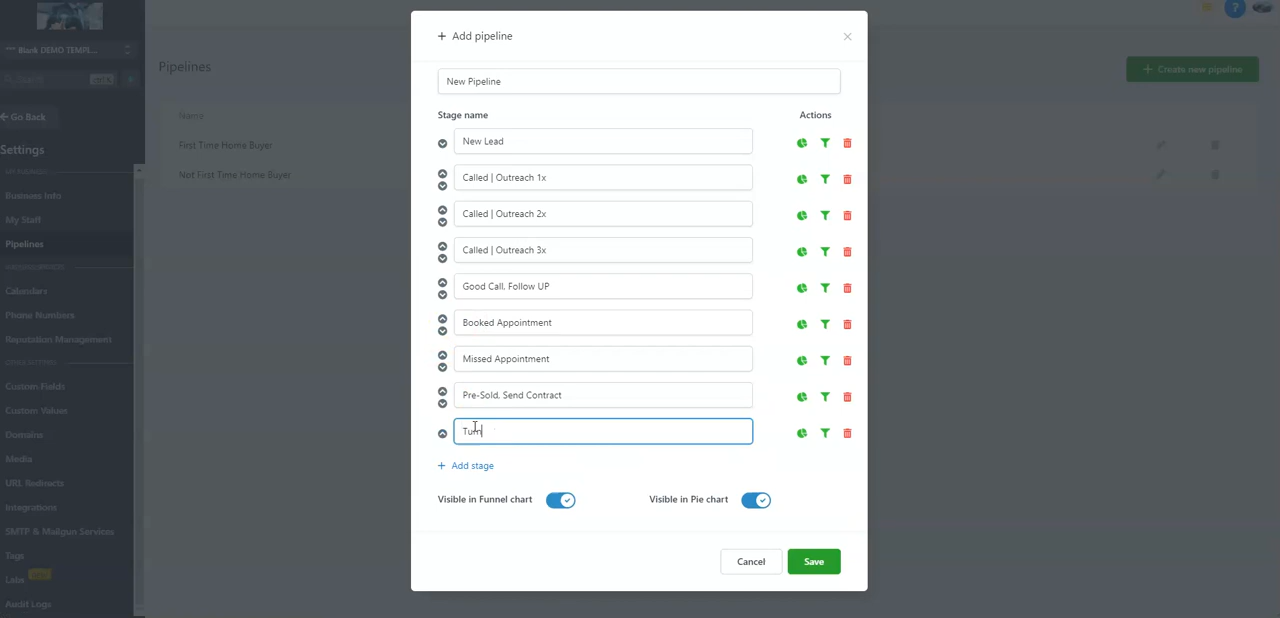 + Add pipeline
New Pipeline
Stage name Actions
New Lead
Called | Outreach 1x
Called | Outreach 2x
Called | Outreach 3x
Good Call, Follow UP
Booked Appointment
Missed Appointment
Pre-Sold, Send Contract
Turn
+ Add stage
Visible in Funnel chart Visible in Pie chart
Cancel Save
*** Blank DEMO TEMPL...
Go Back
Settings
Business Info
My Staff
Pipelines
Calendars
Phone Numbers
Reputation Management
Custom Fields
Custom Values
Domains
Media
URL Redirects
Integrations
SMTP & Mailgun Services
Tags
Labs
Audit Logs
Pipelines
+ Create new pipeline
Name
First Time Home Buyer
Not First Time Home Buyer
?